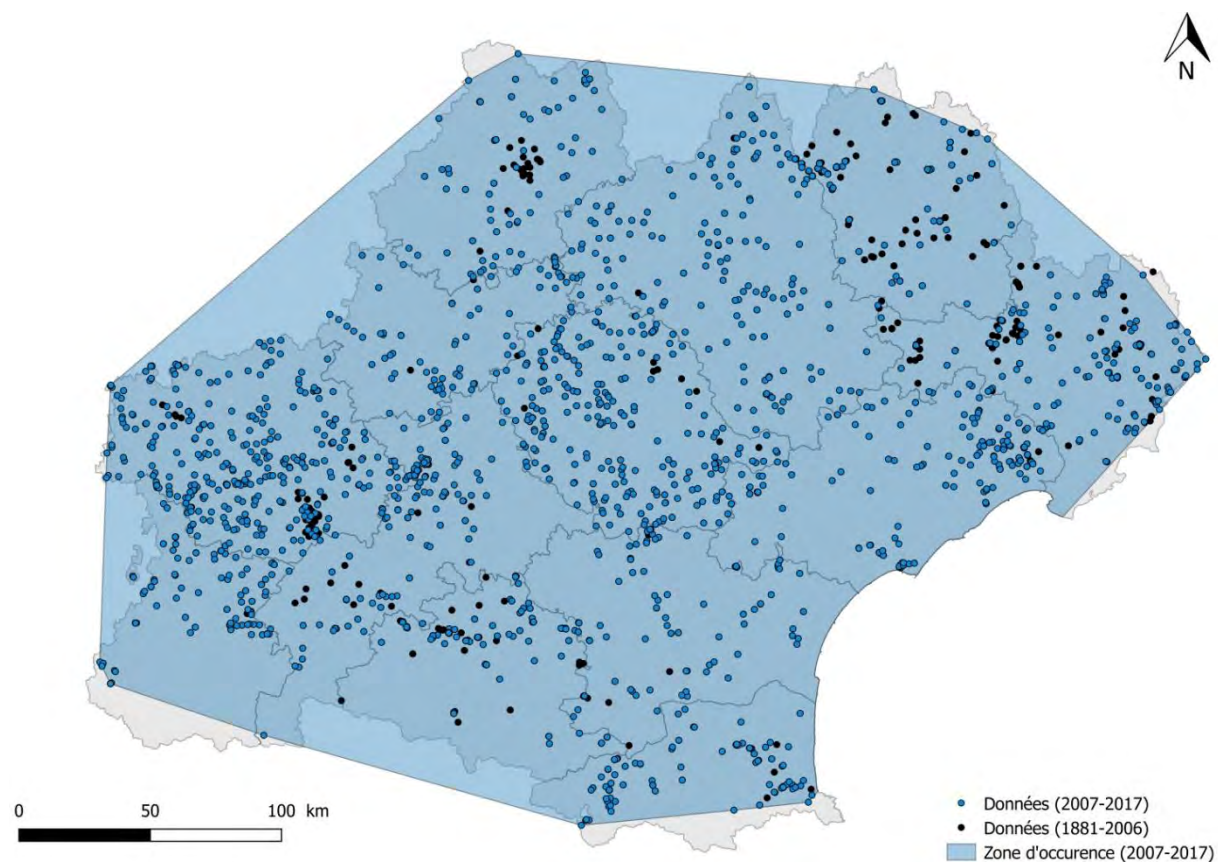 N
0 50 100 km
Données (2007-2017)
Données (1881-2006)
Zone d'occurence (2007-2017)